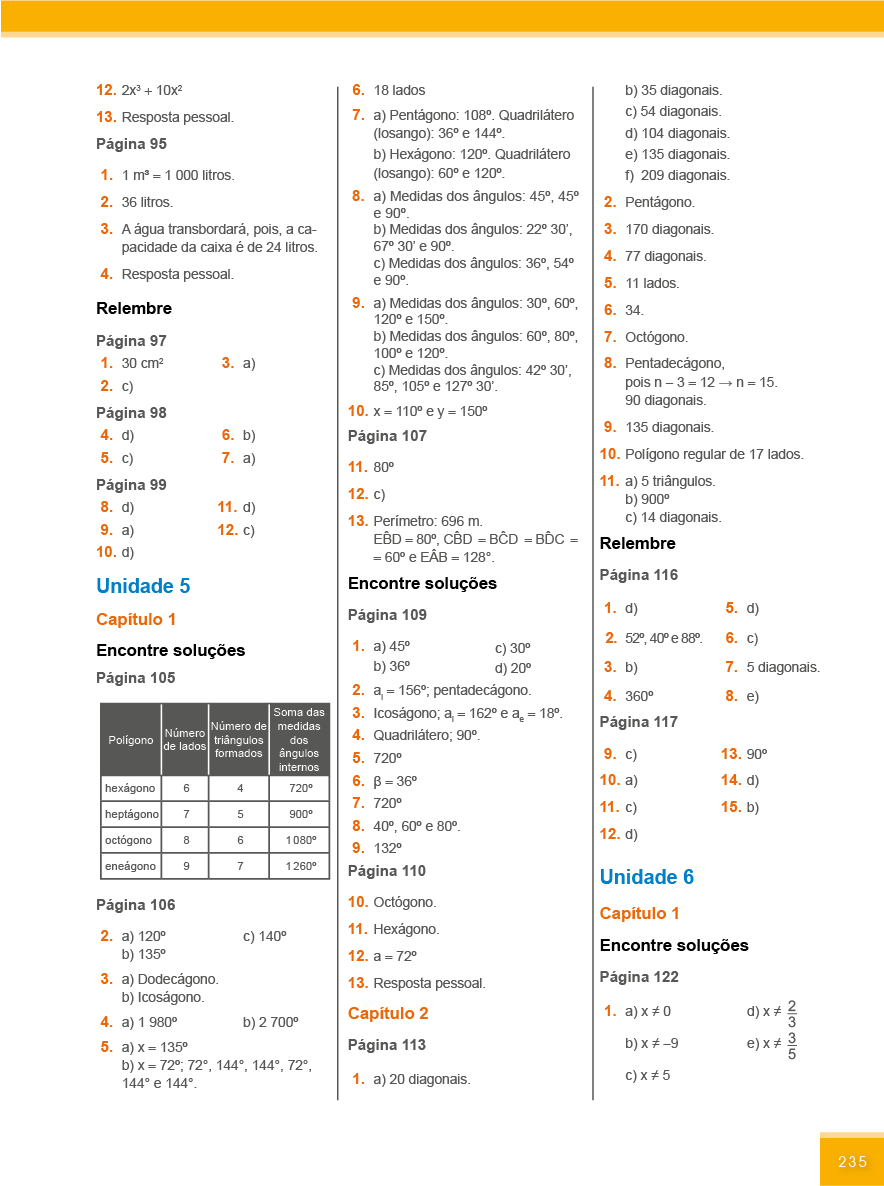 12. 2x³ + 10x²
13. Resposta pessoal.
Página 95
1. 1 m³ = 1 000 litros.
2. 36 litros.
3. A água transbordará, pois, a ca-
pacidade da caixa é de 24 litros.
4. Resposta pessoal.
Relembre
Página 97
1. 30 cm² 3. a)
2. c)
Página 98
4. d) 6. b)
5. c) 7. a)
Página 99
8. d) 11. d)
9. a) 12. c)
10. d)
Unidade 5
Capítulo 1
Encontre soluções
Página 105
Polígono
Número
de lados
Número de
triângulos
formados
Soma das
medidas
dos
ângulos
internos
hexágono 6 4 720º
heptágono 7 5 900º
octógono 8 6 1 080º
eneágono 9 7 1 260º
Página 106
2. a) 120º c) 140º
b) 135º
3. a) Dodecágono.
b) Icoságono.
4. a) 1 980º b) 2 700º
5. a) x = 135º
b) x = 72º; 72°, 144°, 144°, 72°,
144° e 144°.
6. 18 lados
7. a) Pentágono: 108º. Quadrilátero
(losango): 36º e 144º.
b) Hexágono: 120º. Quadrilátero
(losango): 60º e 120º.
8. a) Medidas dos ângulos: 45º, 45º
e 90º.
b) Medidas dos ângulos: 22º 30’,
67º 30’ e 90º.
c) Medidas dos ângulos: 36º, 54º
e 90º.
9. a) Medidas dos ângulos: 30º, 60º,
120º e 150º.
b) Medidas dos ângulos: 60º, 80º,
100º e 120º.
c) Medidas dos ângulos: 42º 30’,
85º, 105º e 127º 30’.
10. x = 110º e y = 150º
Página 107
11. 80º
12. c)
13. Perímetro: 696 m.
EB̂D = 80º, CB̂D = BĈD = BD̂C =
= 60º e EÂB = 128°.
Encontre soluções
Página 109
1. a) 45º c) 30º
b) 36º d) 20º
2. aᵢ = 156º; pentadecágono.
3. Icoságono; aᵢ = 162º e aₑ = 18º.
4. Quadrilátero; 90º.
5. 720º
6. β = 36º
7. 720º
8. 40º, 60º e 80º.
9. 132º
Página 110
10. Octógono.
11. Hexágono.
12. a = 72º
13. Resposta pessoal.
Capítulo 2
Página 113
1. a) 20 diagonais.
b) 35 diagonais.
c) 54 diagonais.
d) 104 diagonais.
e) 135 diagonais.
f) 209 diagonais.
2. Pentágono.
3. 170 diagonais.
4. 77 diagonais.
5. 11 lados.
6. 34.
7. Octógono.
8. Pentadecágono,
pois n – 3 = 12 → n = 15.
90 diagonais.
9. 135 diagonais.
10. Polígono regular de 17 lados.
11. a) 5 triângulos.
b) 900º
c) 14 diagonais.
Relembre
Página 116
1. d) 5. d)
2. 52º, 40º e 88º. 6. c)
3. b) 7. 5 diagonais.
4. 360º 8. e)
Página 117
9. c) 13. 90º
10. a) 14. d)
11. c) 15. b)
12. d)
Unidade 6
Capítulo 1
Encontre soluções
Página 122
1. a) x ≠ 0 d) x ≠ 2/3
b) x ≠ –9 e) x ≠ 3/5
c) x ≠ 5
235